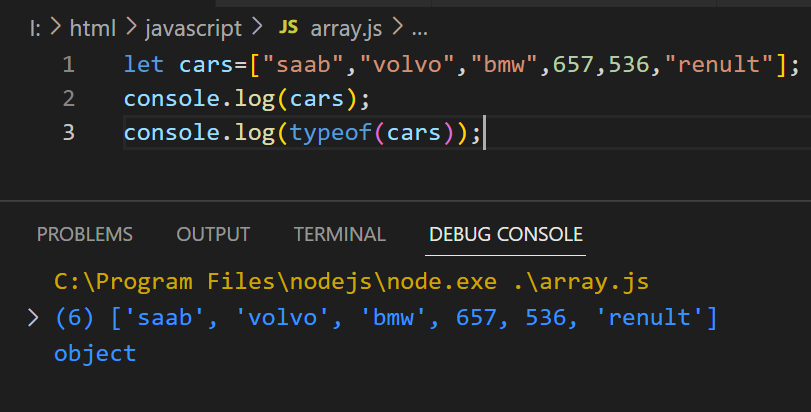 l: > html > javascript > JS array.js > ...
1 let cars=["saab","volvo","bmw",657,536,"renult"];
2 console.log(cars);
3 console.log(typeof(cars));
PROBLEMS OUTPUT TERMINAL DEBUG CONSOLE
C:\Program Files\nodejs\node.exe .\array.js
> (6) ['saab', 'volvo', 'bmw', 657, 536, 'renult']
object